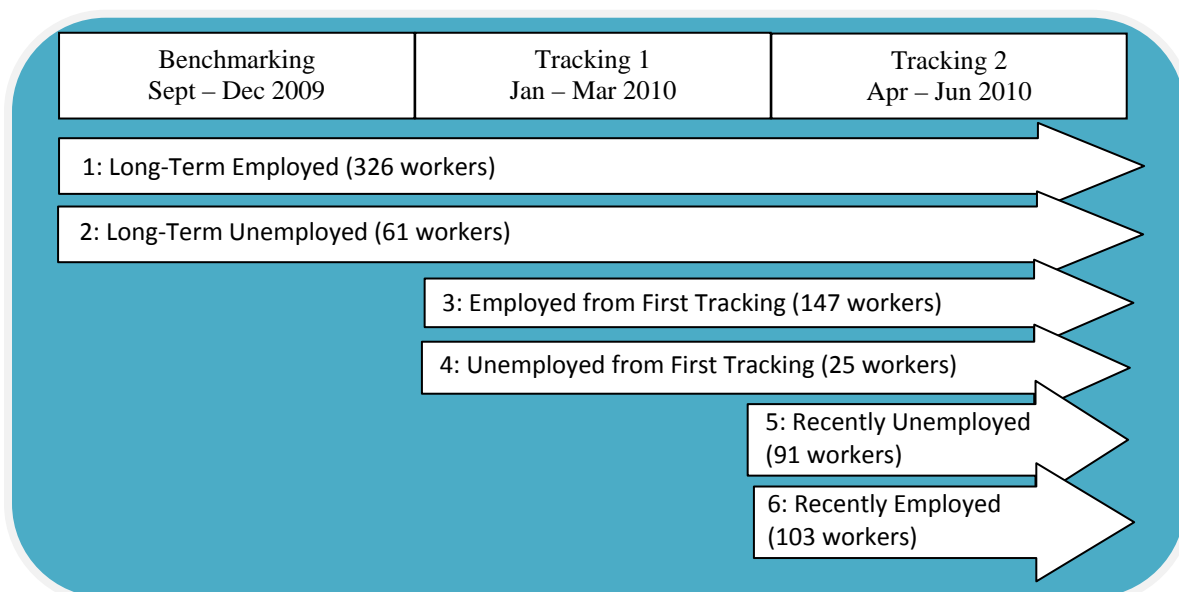 Benchmarking
Sept – Dec 2009
Tracking 1
Jan – Mar 2010
Tracking 2
Apr – Jun 2010
1: Long-Term Employed (326 workers)
2: Long-Term Unemployed (61 workers)
3: Employed from First Tracking (147 workers)
4: Unemployed from First Tracking (25 workers)
5: Recently Unemployed
(91 workers)
6: Recently Employed
(103 workers)